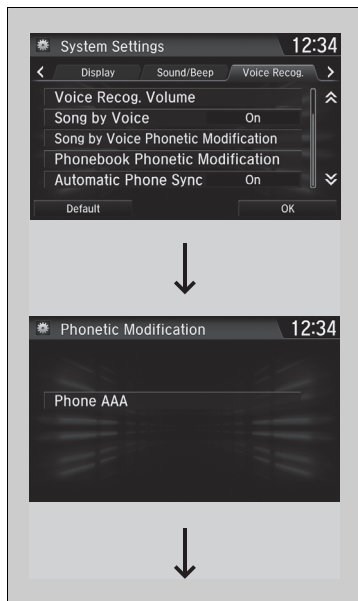 System Settings 12:34
Display Sound/Beep Voice Recog.
Voice Recog. Volume
Song by Voice On
Song by Voice Phonetic Modification
Phonebook Phonetic Modification
Automatic Phone Sync On
Default OK
Phonetic Modification 12:34
Phone AAA